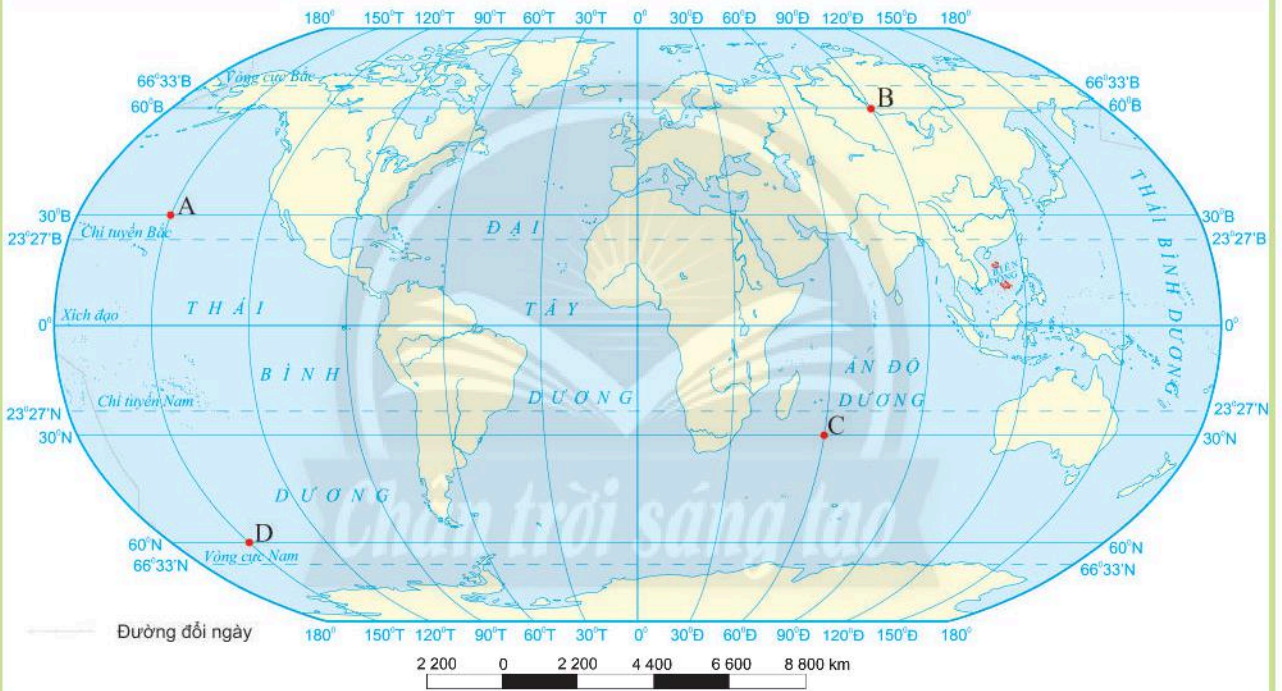 180° 150°T 120°T 90°T 60°T 30°T 0° 30°Đ 60°Đ 90°Đ 120°Đ 150°Đ 180°
66°33'B Vòng cực Bắc 66°33'B
60°B B 60°B
30°B A 30°B
23°27'B Chí tuyến Bắc ĐẠI 23°27'B
THÁI BÌNH DƯƠNG
BIỂN ĐÔNG
Xích đạo THÁI TÂY
0° 0°
BÌNH ẤN ĐỘ
Chí tuyến Nam DƯƠNG DƯƠNG
23°27'N 23°27'N
30°N C 30°N
DƯƠNG
Chân trời sáng tạo
60°N D 60°N
66°33'N Vòng cực Nam 66°33'N
Đường đổi ngày
180° 150°T 120°T 90°T 60°T 30°T 0° 30°Đ 60°Đ 90°Đ 120°Đ 150°Đ 180°
2 200 0 2 200 4 400 6 600 8 800 km